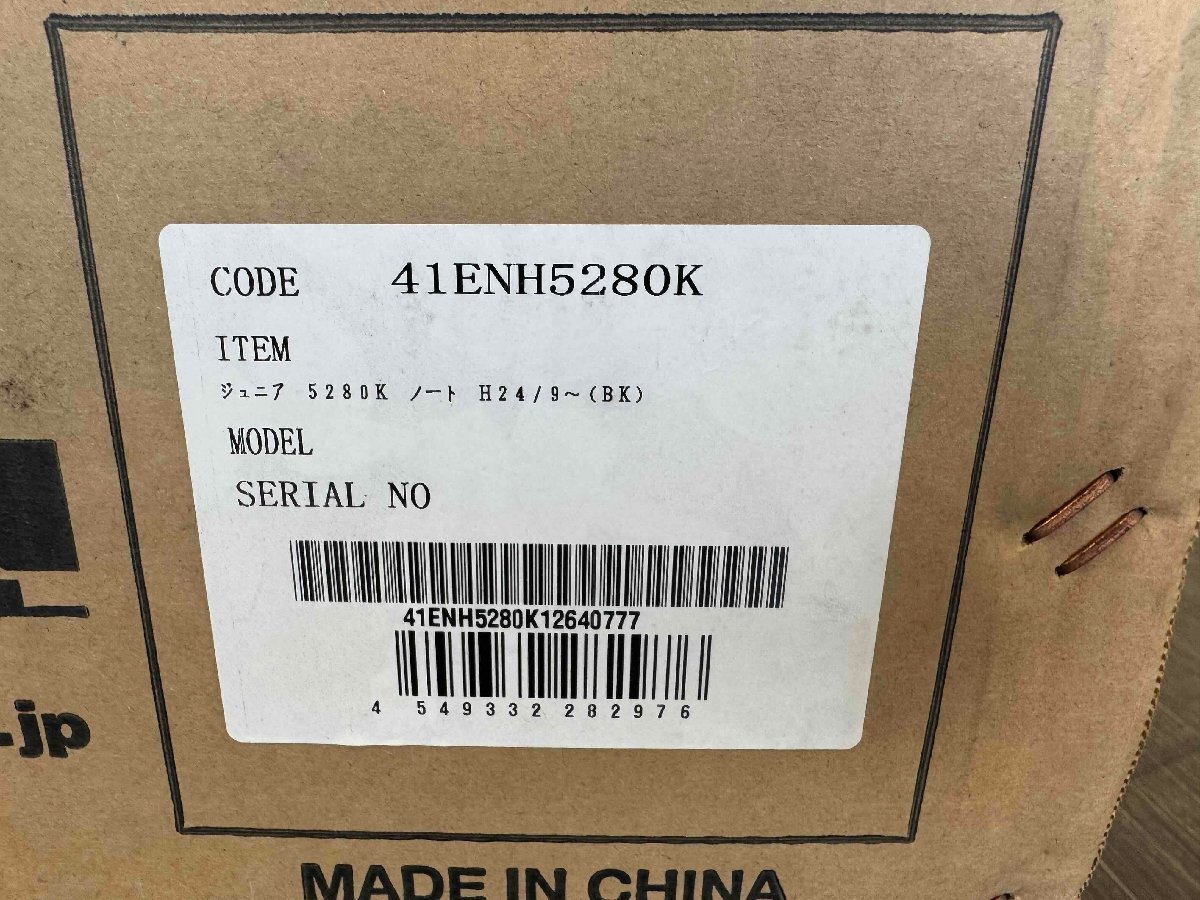 CODE 41ENH5280K
ITEM
ジュニア 5280K ノート H24/9~(BK)
MODEL
SERIAL NO
41ENH5280K12640777
4 549332 282976
.jp
MADE IN CHINA